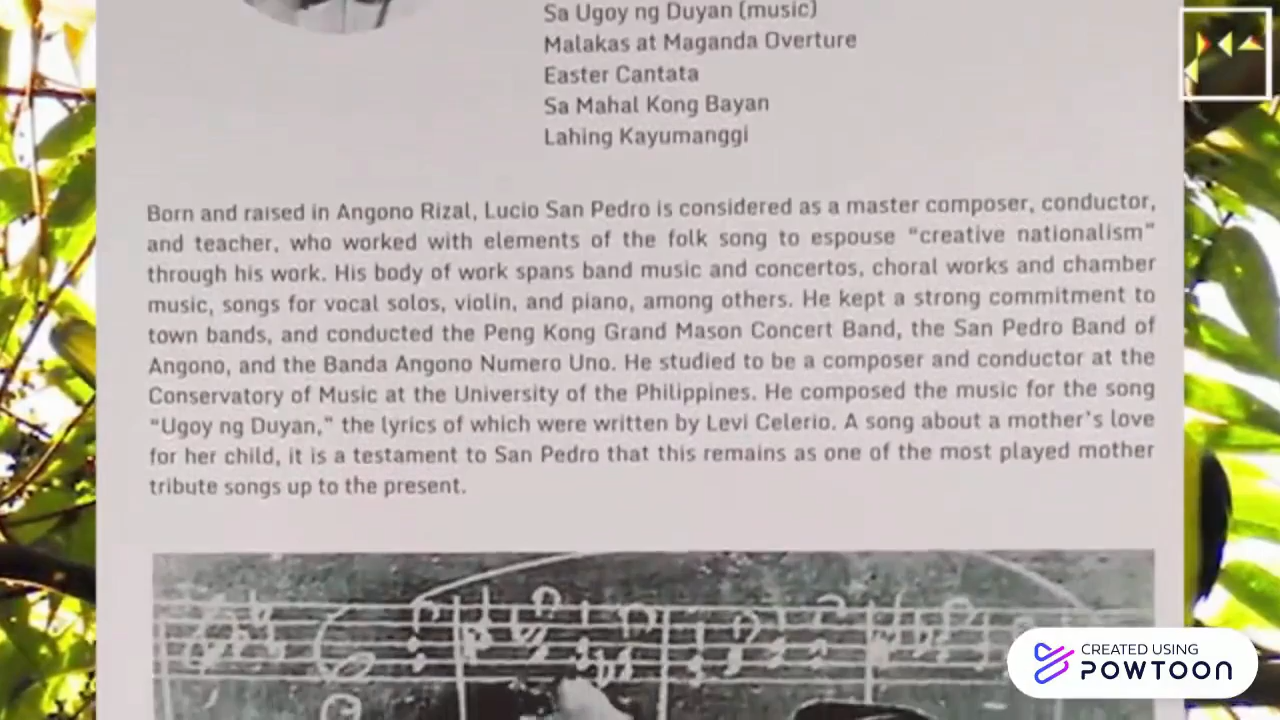 Sa Ugoy ng Duyan (music)
Malakas at Maganda Overture
Easter Cantata
Sa Mahal Kong Bayan
Lahing Kayumanggi
Born and raised in Angono Rizal, Lucio San Pedro is considered as a master composer, conductor,
and teacher, who worked with elements of the folk song to espouse “creative nationalism”
through his work. His body of work spans band music and concertos, choral works and chamber
music, songs for vocal solos, violin, and piano, among others. He kept a strong commitment to
town bands, and conducted the Peng Kong Grand Mason Concert Band, the San Pedro Band of
Angono, and the Banda Angono Numero Uno. He studied to be a composer and conductor at the
Conservatory of Music at the University of the Philippines. He composed the music for the song
“Ugoy ng Duyan,” the lyrics of which were written by Levi Celerio. A song about a mother’s love
for her child, it is a testament to San Pedro that this remains as one of the most played mother
tribute songs up to the present.
CREATED USING
POWTOON